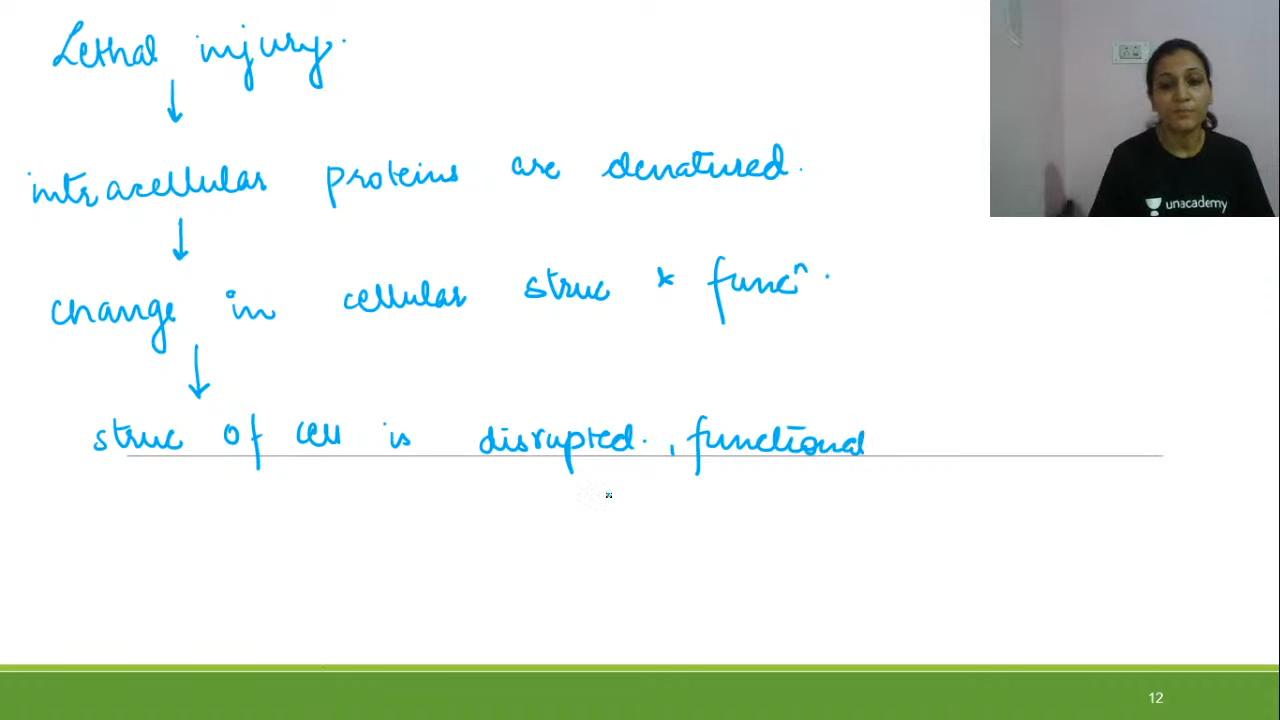 Lethal injury.
unacademy
intracellular proteins are denatured.
change in cellular struc & funcⁿ.
struc of cell is disrupted. , functional
12